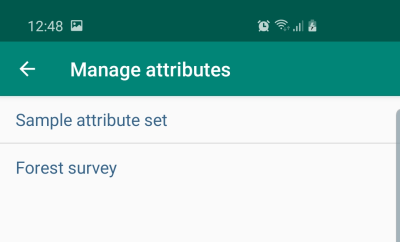 12:48
Manage attributes
Sample attribute set
Forest survey